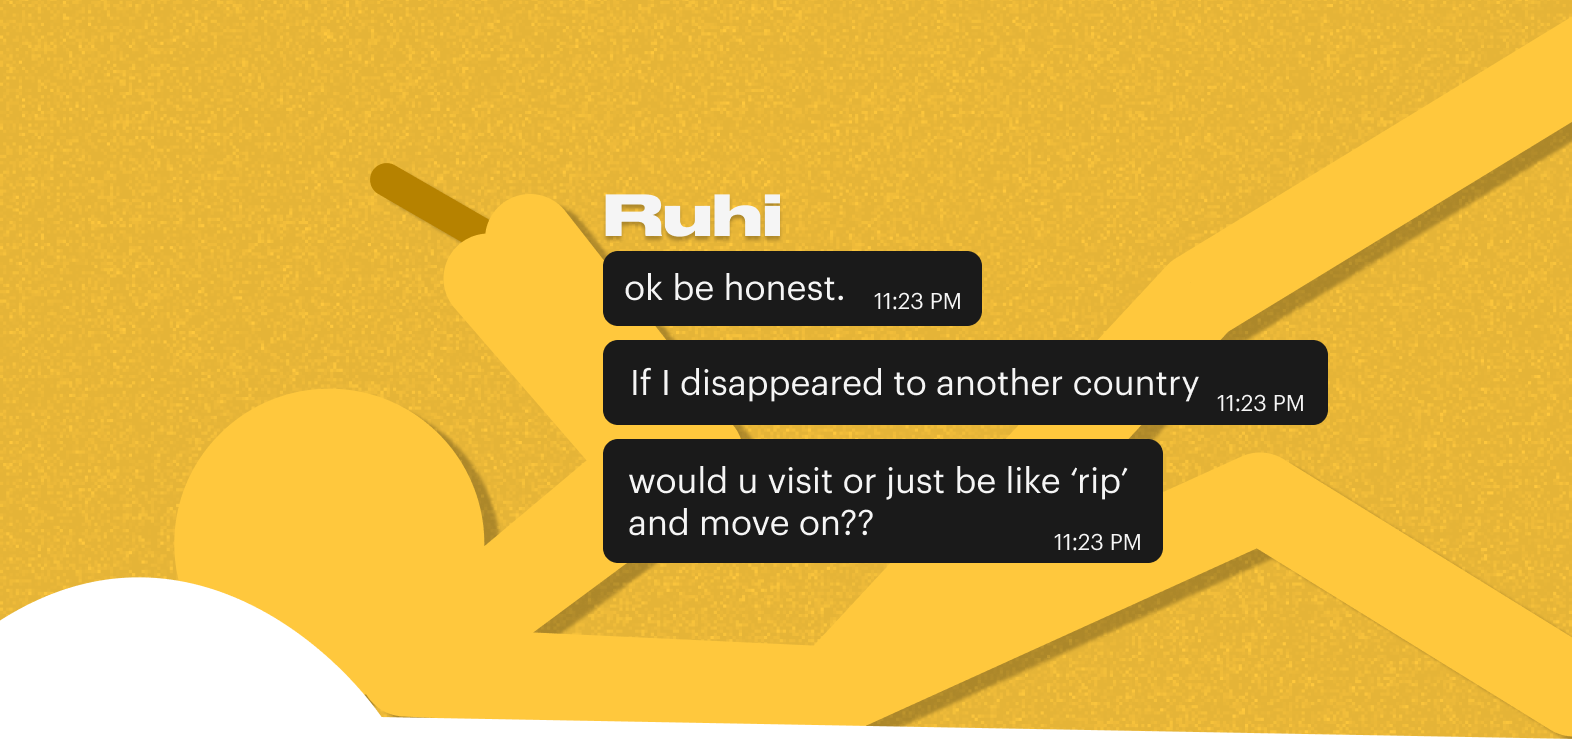 Ruhi
ok be honest.
11:23 PM
If I disappeared to another country
11:23 PM
would u visit or just be like ‘rip’
and move on??
11:23 PM